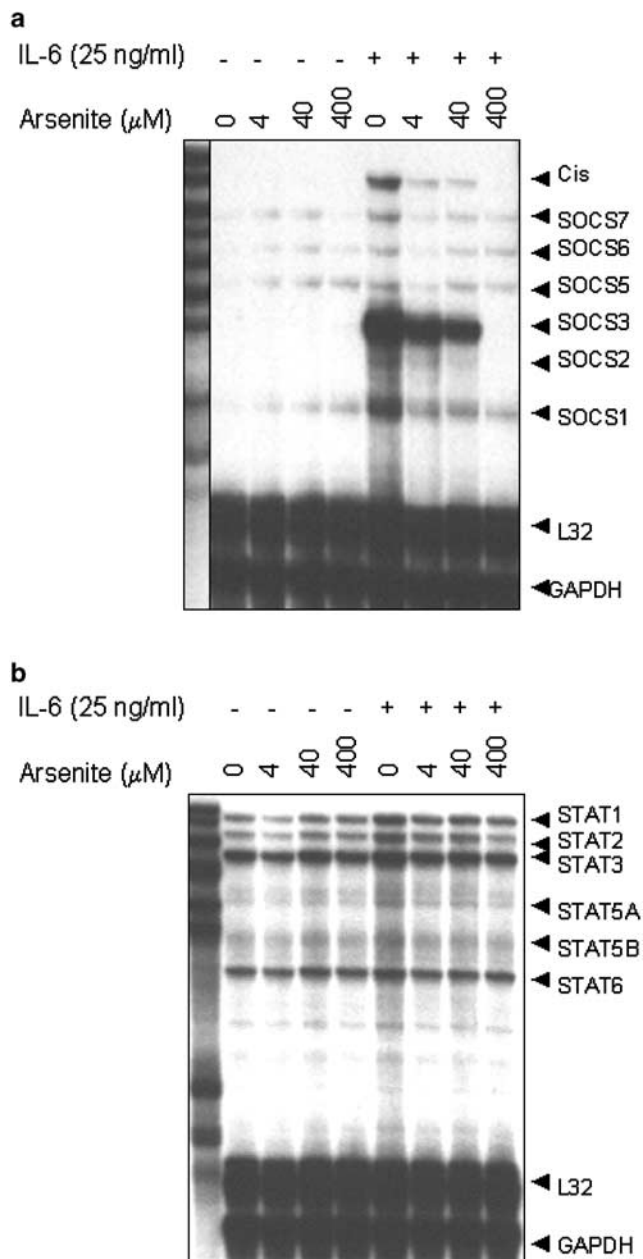 a
IL-6 (25 ng/ml) - - - - + + + +
Arsenite (µM) 0 4 40 400 0 4 40 400
Cis
SOCS7
SOCS6
SOCS5
SOCS3
SOCS2
SOCS1
L32
GAPDH
b
IL-6 (25 ng/ml) - - - - + + + +
Arsenite (µM) 0 4 40 400 0 4 40 400
STAT1
STAT2
STAT3
STAT5A
STAT5B
STAT6
L32
GAPDH